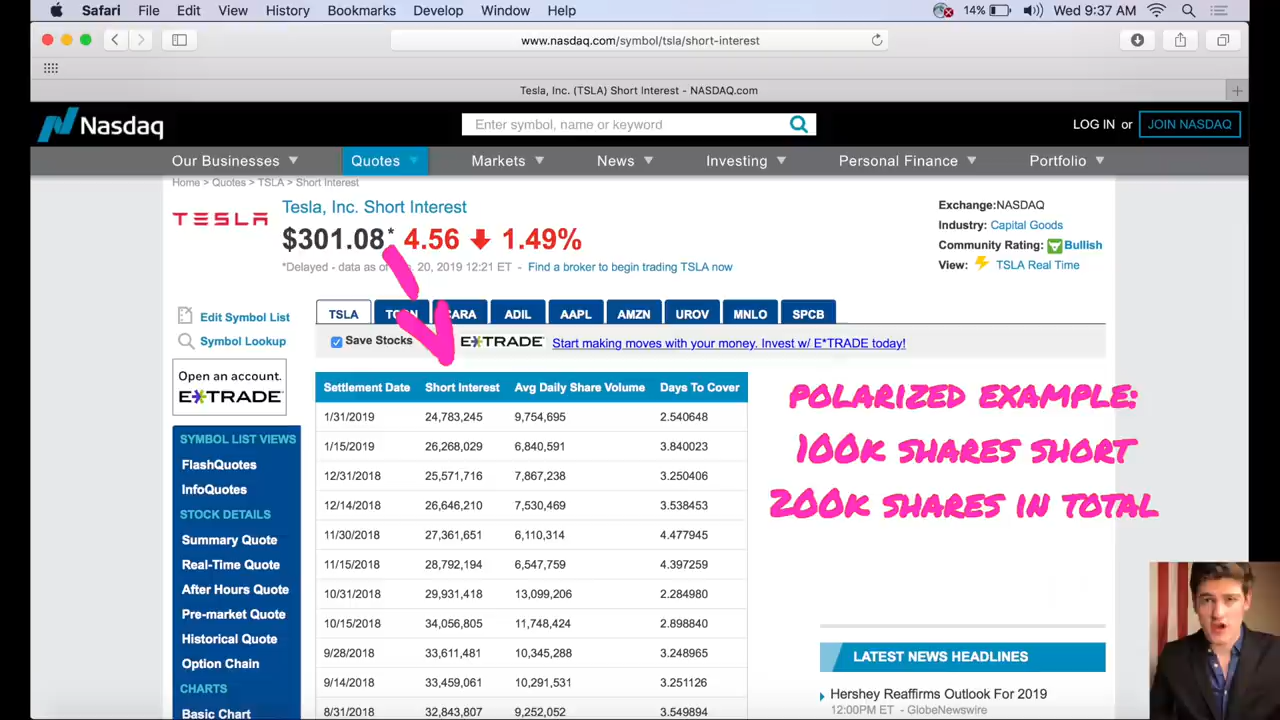 Safari File Edit View History Bookmarks Develop Window Help 14% Wed 9:37 AM
www.nasdaq.com/symbol/tsla/short-interest
Tesla, Inc. (TSLA) Short Interest - NASDAQ.com
Nasdaq Enter symbol, name or keyword LOG IN or JOIN NASDAQ
Our Businesses Quotes Markets News Investing Personal Finance Portfolio
Home > Quotes > TSLA > Short Interest
TESLA
Tesla, Inc. Short Interest
$301.08* 4.56 1.49%
*Delayed - data as of 20, 2019 12:21 ET - Find a broker to begin trading TSLA now
Exchange:NASDAQ
Industry: Capital Goods
Community Rating: Bullish
View: TSLA Real Time
Edit Symbol List
Symbol Lookup
Open an account.
E*TRADE
TSLA ADIL AAPL AMZN UROV MNLO SPCB
Save Stocks E*TRADE Start making moves with your money. Invest w/ E*TRADE today!
Settlement Date Short Interest Avg Daily Share Volume Days To Cover
1/31/2019 24,783,245 9,754,695 2.540648
1/15/2019 26,268,029 6,840,591 3.840023
12/31/2018 25,571,716 7,867,238 3.250406
12/14/2018 26,646,210 7,530,469 3.538453
11/30/2018 27,361,651 6,110,314 4.477945
11/15/2018 28,792,194 6,547,759 4.397259
10/31/2018 29,931,418 13,099,206 2.284980
10/15/2018 34,056,805 11,748,424 2.898840
9/28/2018 33,611,481 10,345,288 3.248965
9/14/2018 33,459,061 10,291,531 3.251126
8/31/2018 32,843,807 9,252,052 3.549894
POLARIZED EXAMPLE:
100K SHARES SHORT
200K SHARES IN TOTAL
SYMBOL LIST VIEWS
FlashQuotes
InfoQuotes
STOCK DETAILS
Summary Quote
Real-Time Quote
After Hours Quote
Pre-market Quote
Historical Quote
Option Chain
CHARTS
Basic Chart
LATEST NEWS HEADLINES
Hershey Reaffirms Outlook For 2019
12:00PM ET - GlobeNewswire